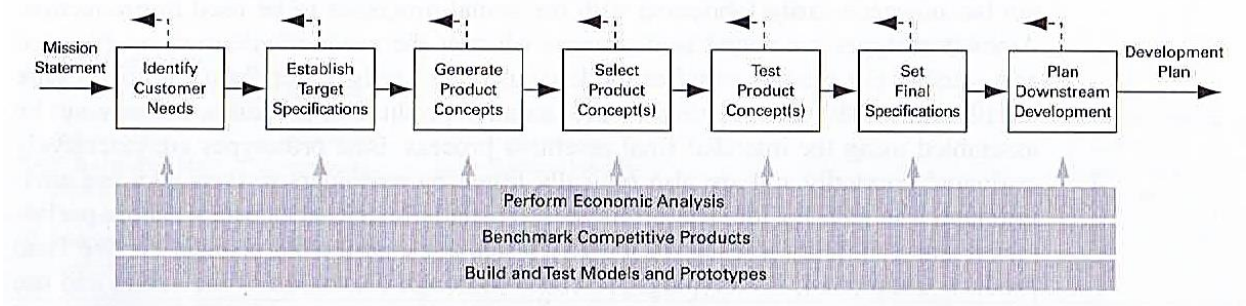 Mission
Statement
Identify
Customer
Needs
Establish
Target
Specifications
Generate
Product
Concepts
Select
Product
Concept(s)
Test
Product
Concept(s)
Set
Final
Specifications
Plan
Downstream
Development
Development
Plan
Perform Economic Analysis
Benchmark Competitive Products
Build and Test Models and Prototypes